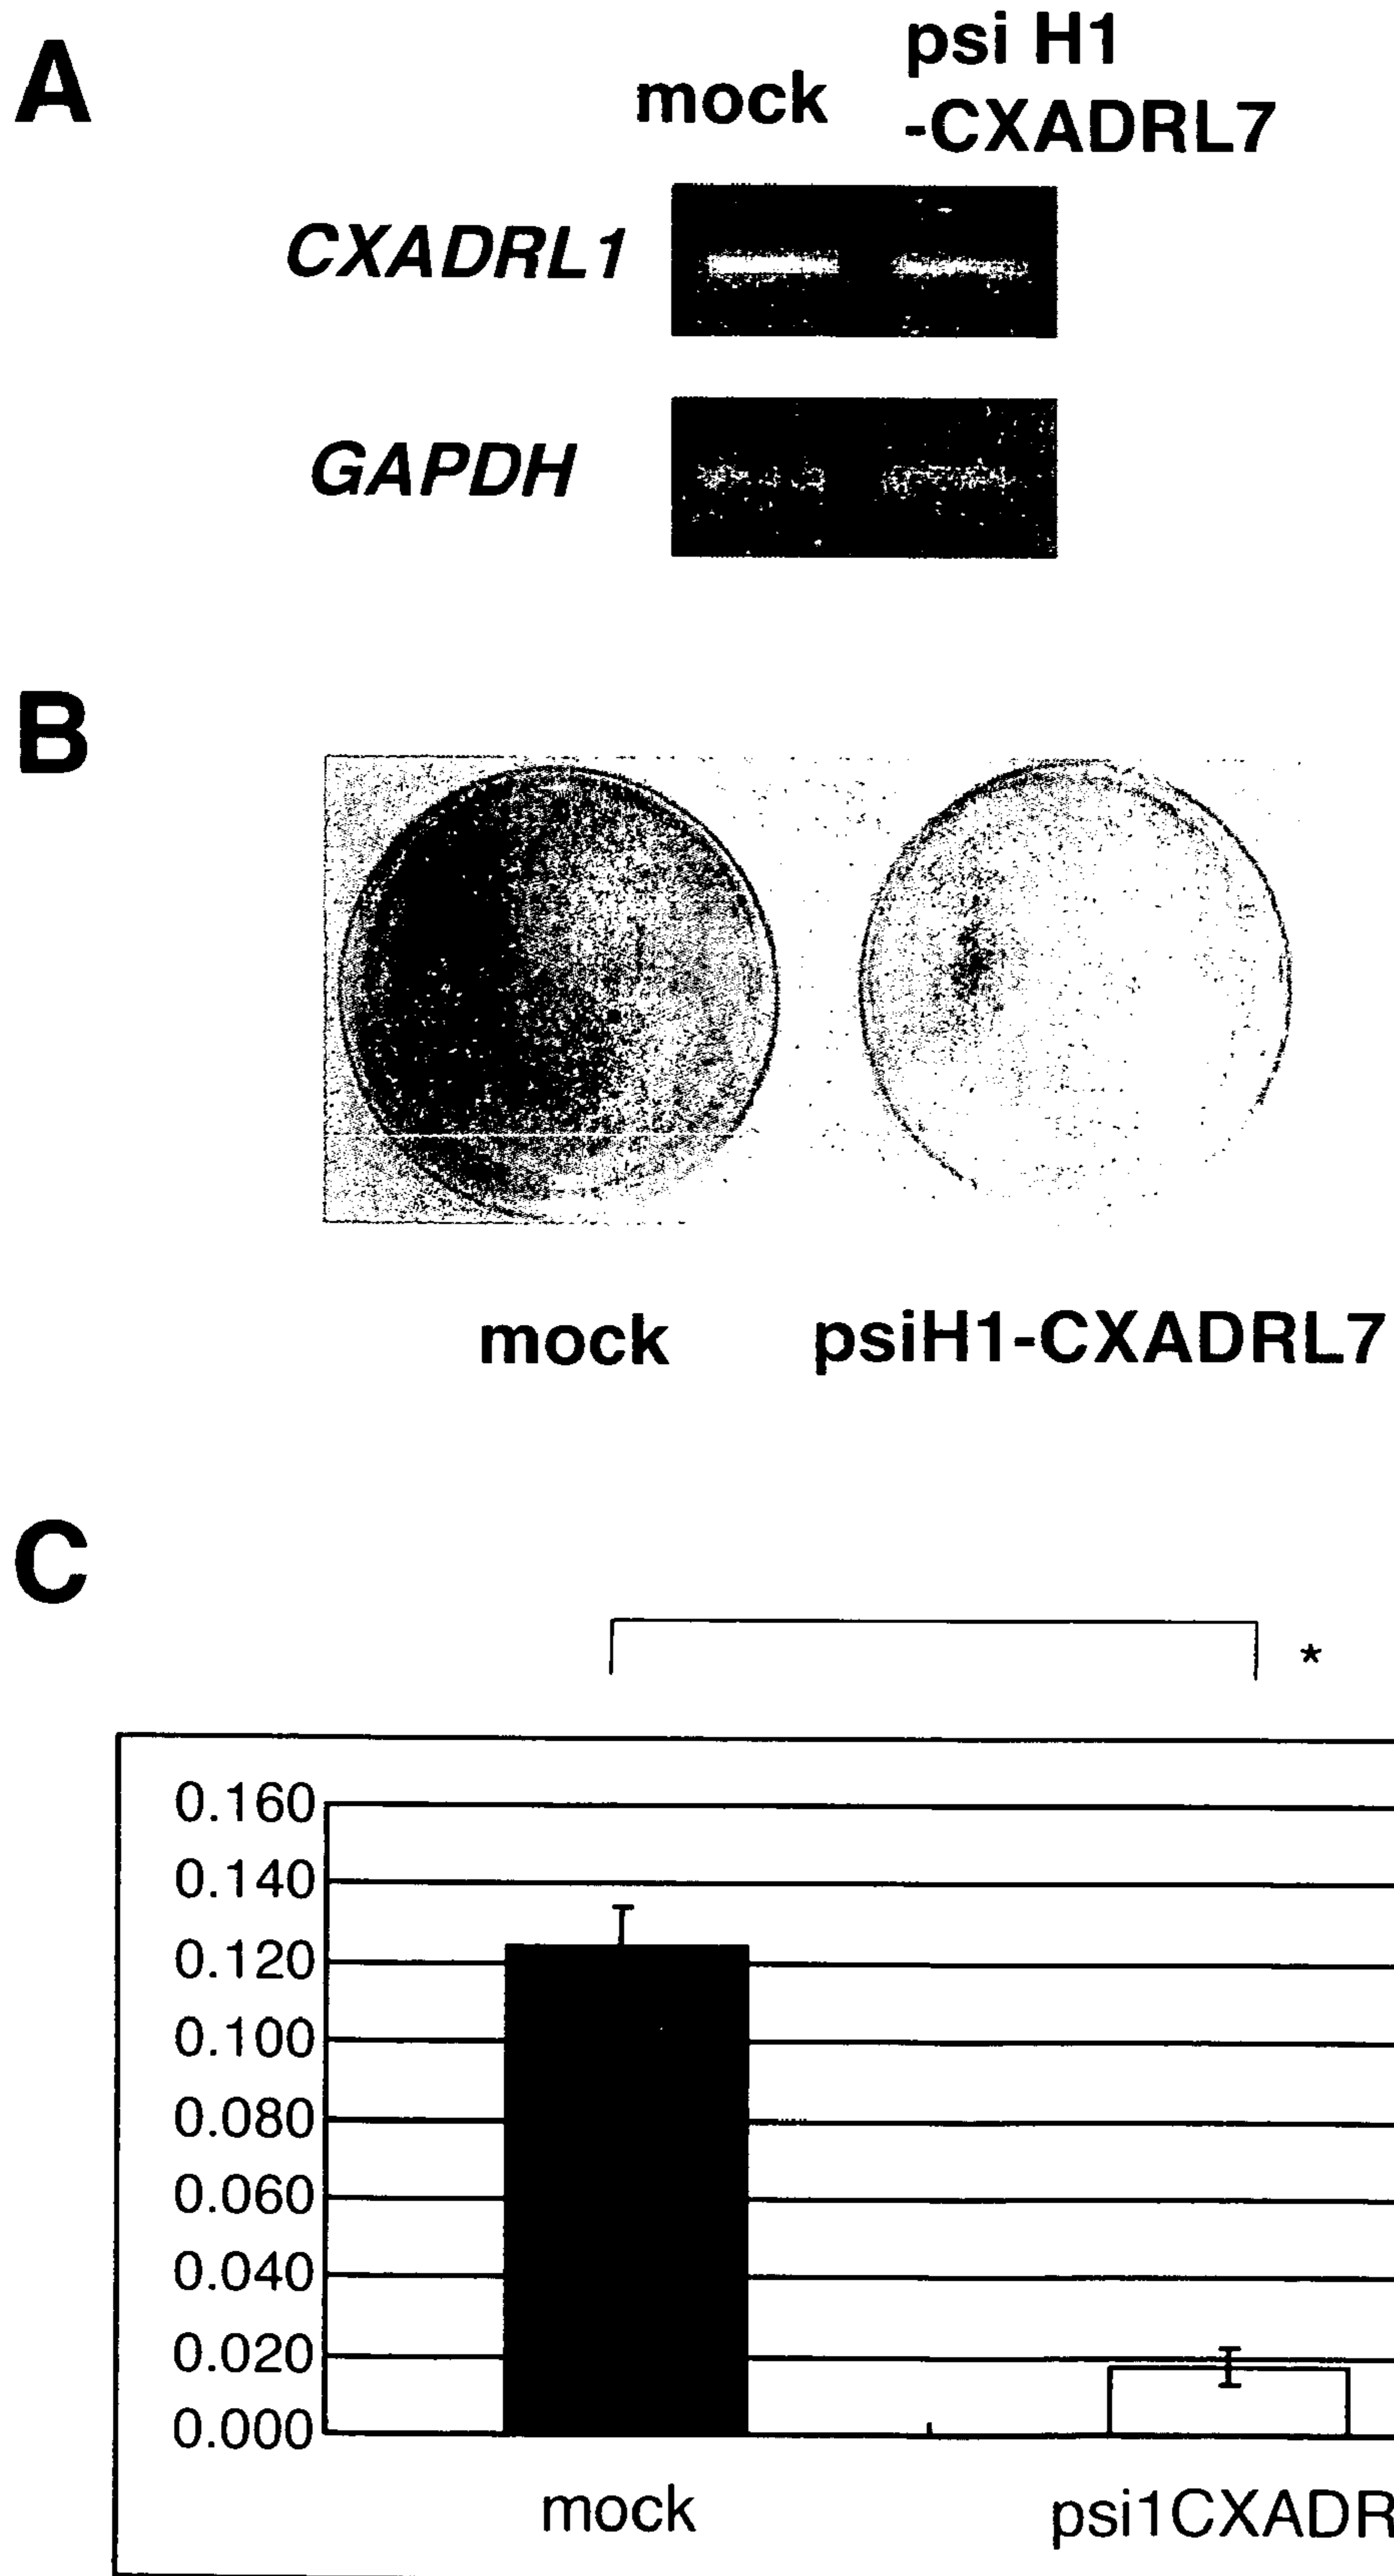 A
mock
psi H1
-CXADRL7
CXADRL1
GAPDH
B
mock
psiH1-CXADRL7
C
*
0.160
0.140
0.120
0.100
0.080
0.060
0.040
0.020
0.000
mock
psi1CXADR